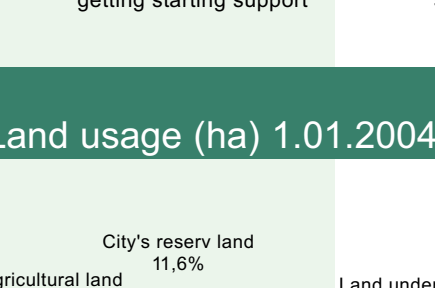 getting starting support
Land usage (ha) 1.01.2004
City's reserv land
11,6%
gricultural land
Land under